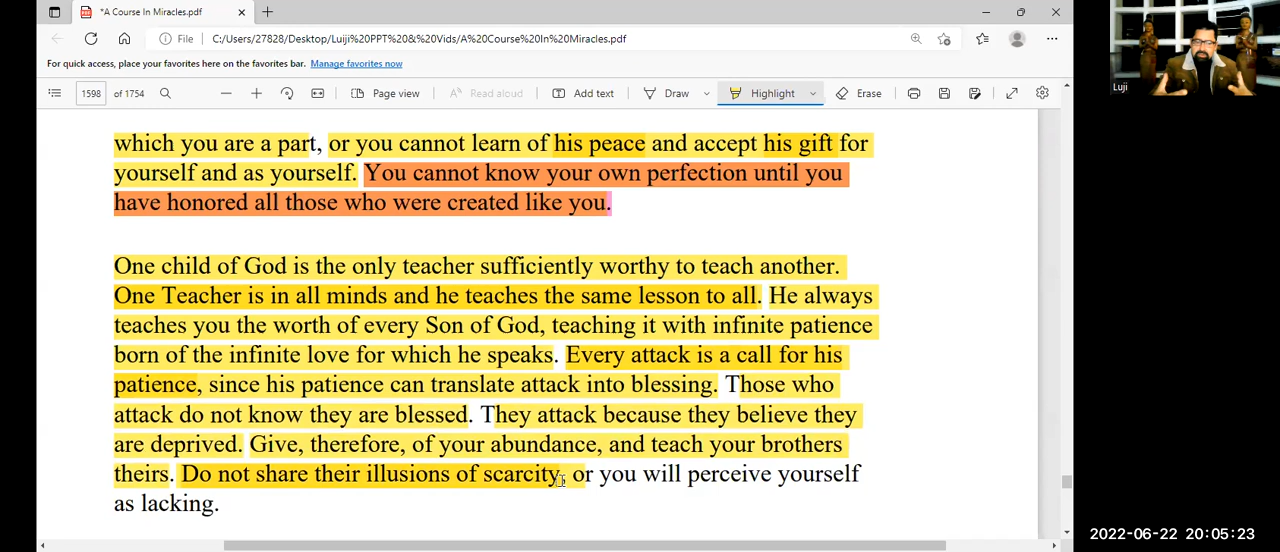 *A Course In Miracles.pdf
File C:/Users/27828/Desktop/Luiji%20PPT%20&%20Vids/A%20Course%20In%20Miracles.pdf
For quick access, place your favorites here on the favorites bar. Manage favorites now
1598 of 1754 Page view Read aloud Add text Draw Highlight Erase
which you are a part, or you cannot learn of his peace and accept his gift for
yourself and as yourself. You cannot know your own perfection until you
have honored all those who were created like you.
One child of God is the only teacher sufficiently worthy to teach another.
One Teacher is in all minds and he teaches the same lesson to all. He always
teaches you the worth of every Son of God, teaching it with infinite patience
born of the infinite love for which he speaks. Every attack is a call for his
patience, since his patience can translate attack into blessing. Those who
attack do not know they are blessed. They attack because they believe they
are deprived. Give, therefore, of your abundance, and teach your brothers
theirs. Do not share their illusions of scarcity, or you will perceive yourself
as lacking.
Luji
2022-06-22 20:05:23